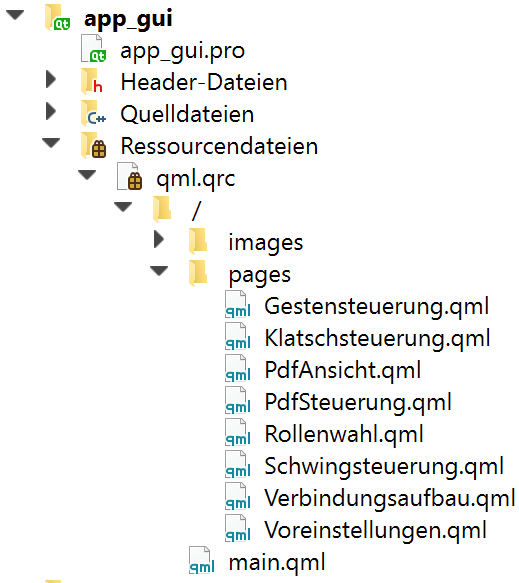 app_gui
app_gui.pro
Header-Dateien
Quelldateien
Ressourcendateien
qml.qrc
/
images
pages
Gestensteuerung.qml
Klatschsteuerung.qml
PdfAnsicht.qml
PdfSteuerung.qml
Rollenwahl.qml
Schwingsteuerung.qml
Verbindungsaufbau.qml
Voreinstellungen.qml
main.qml